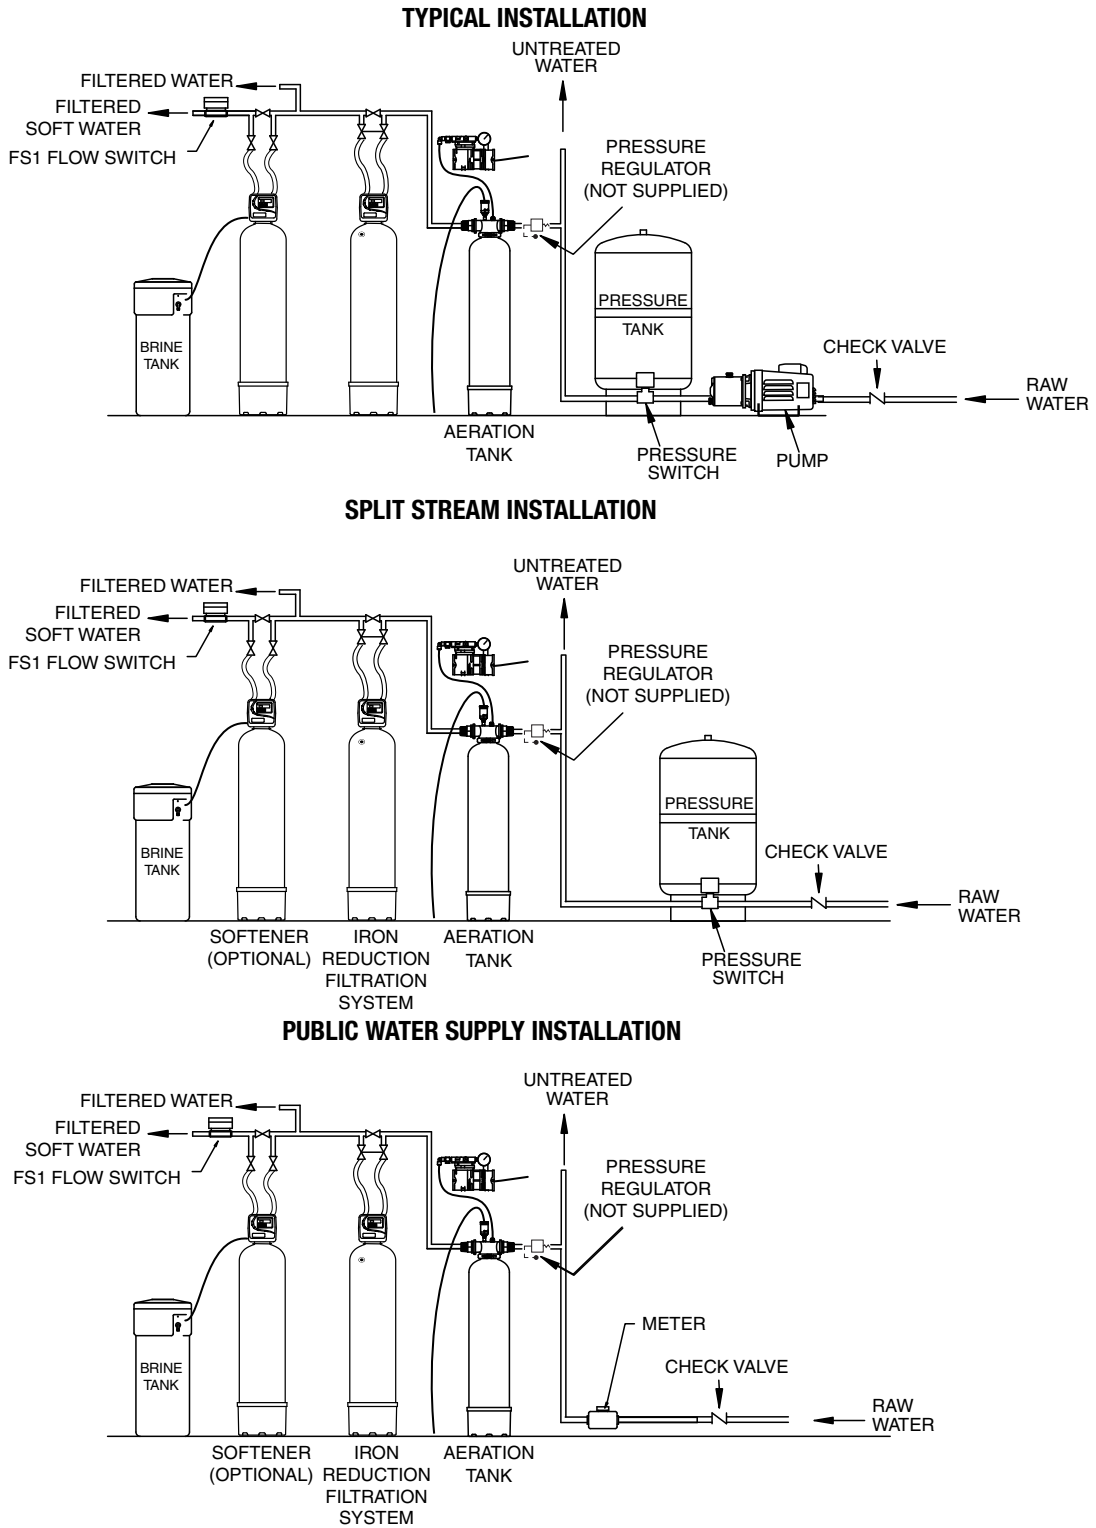 TYPICAL INSTALLATION
UNTREATED
WATER
FILTERED WATER
FILTERED
SOFT WATER
FS1 FLOW SWITCH
PRESSURE
REGULATOR
(NOT SUPPLIED)
PRESSURE
TANK
BRINE
TANK
CHECK VALVE
RAW
WATER
AERATION
TANK
PRESSURE
SWITCH
PUMP
SPLIT STREAM INSTALLATION
UNTREATED
WATER
FILTERED WATER
FILTERED
SOFT WATER
FS1 FLOW SWITCH
PRESSURE
REGULATOR
(NOT SUPPLIED)
PRESSURE
TANK
BRINE
TANK
CHECK VALVE
RAW
WATER
SOFTENER
(OPTIONAL)
IRON
REDUCTION
FILTRATION
SYSTEM
AERATION
TANK
PRESSURE
SWITCH
PUBLIC WATER SUPPLY INSTALLATION
UNTREATED
WATER
FILTERED WATER
FILTERED
SOFT WATER
FS1 FLOW SWITCH
PRESSURE
REGULATOR
(NOT SUPPLIED)
METER
BRINE
TANK
CHECK VALVE
RAW
WATER
SOFTENER
(OPTIONAL)
IRON
REDUCTION
FILTRATION
SYSTEM
AERATION
TANK